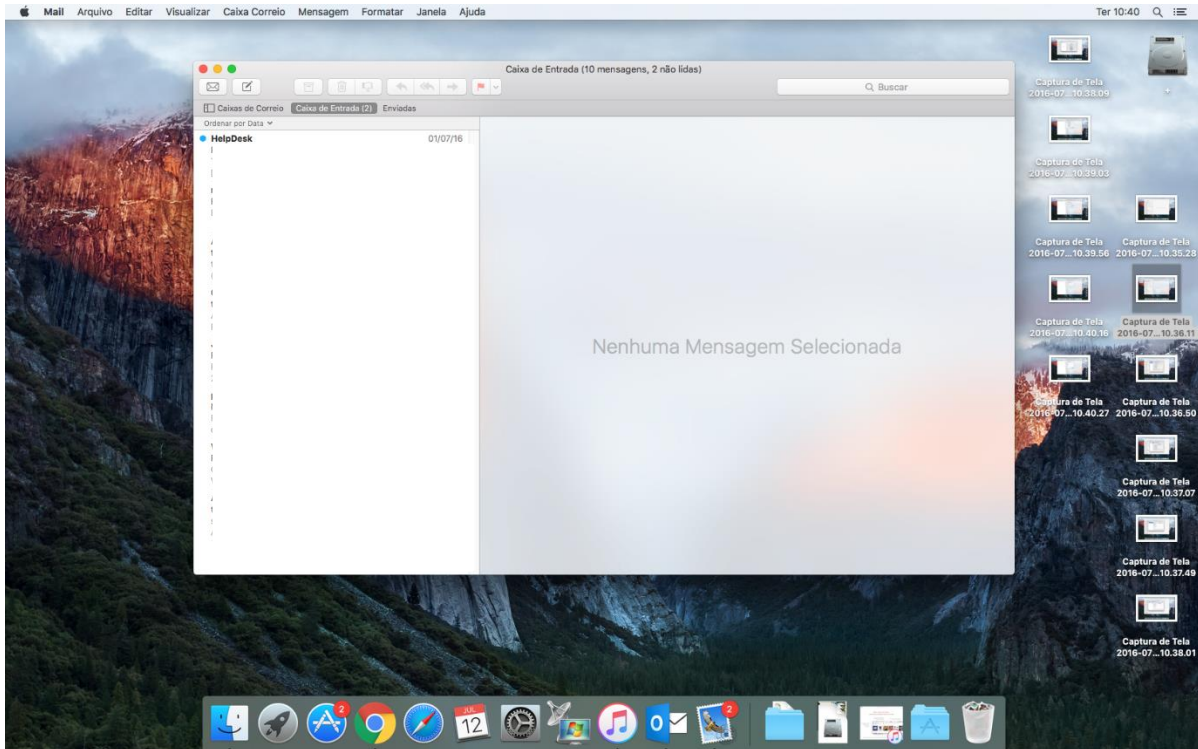 Mail Arquivo Editar Visualizar Caixa Correio Mensagem Formatar Janela Ajuda
Ter 10:40
Caixa de Entrada (10 mensagens, 2 não lidas)
Buscar
Caixas de Correio Caixa de Entrada (2) Enviadas
Ordenar por Data
HelpDesk 01/07/16
Nenhuma Mensagem Selecionada
Captura de Tela
2016-07...10.38.09
Captura de Tela
2016-07...10.39.03
Captura de Tela
2016-07...10.39.56
Captura de Tela
2016-07...10.35.28
Captura de Tela
2016-07...10.40.16
Captura de Tela
2016-07...10.36.11
Captura de Tela
2016-07...10.40.27
Captura de Tela
2016-07...10.36.50
Captura de Tela
2016-07...10.37.07
Captura de Tela
2016-07...10.37.49
Captura de Tela
2016-07...10.38.01
2
JUL
12
2